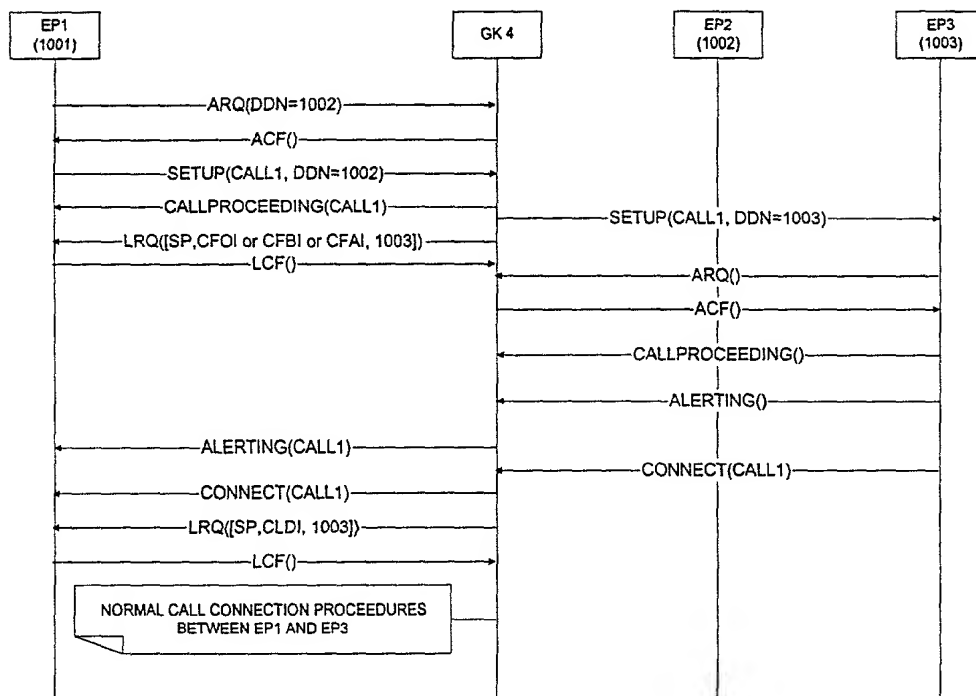 EP1
(1001)
GK 4
EP2
(1002)
EP3
(1003)
ARQ(DDN=1002)
ACF()
SETUP(CALL1, DDN=1002)
CALLPROCEEDING(CALL1)
SETUP(CALL1, DDN=1003)
LRQ([SP,CFOI or CFBI or CFAI, 1003])
LCF()
ARQ()
ACF()
CALLPROCEEDING()
ALERTING()
ALERTING(CALL1)
CONNECT(CALL1)
CONNECT(CALL1)
LRQ([SP,CLDI, 1003])
LCF()
NORMAL CALL CONNECTION PROCEEDURES
BETWEEN EP1 AND EP3